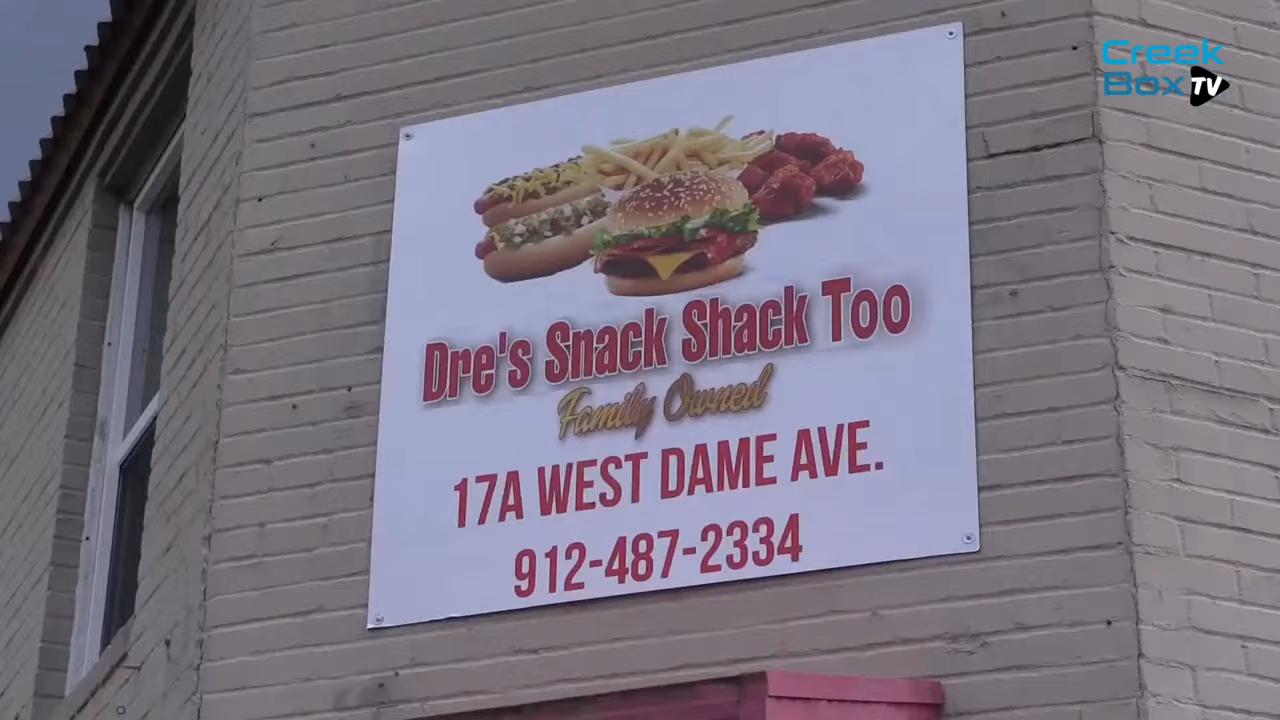 Creek
Box TV
Dre's Snack Shack Too
Family Owned
17A WEST DAME AVE.
912-487-2334